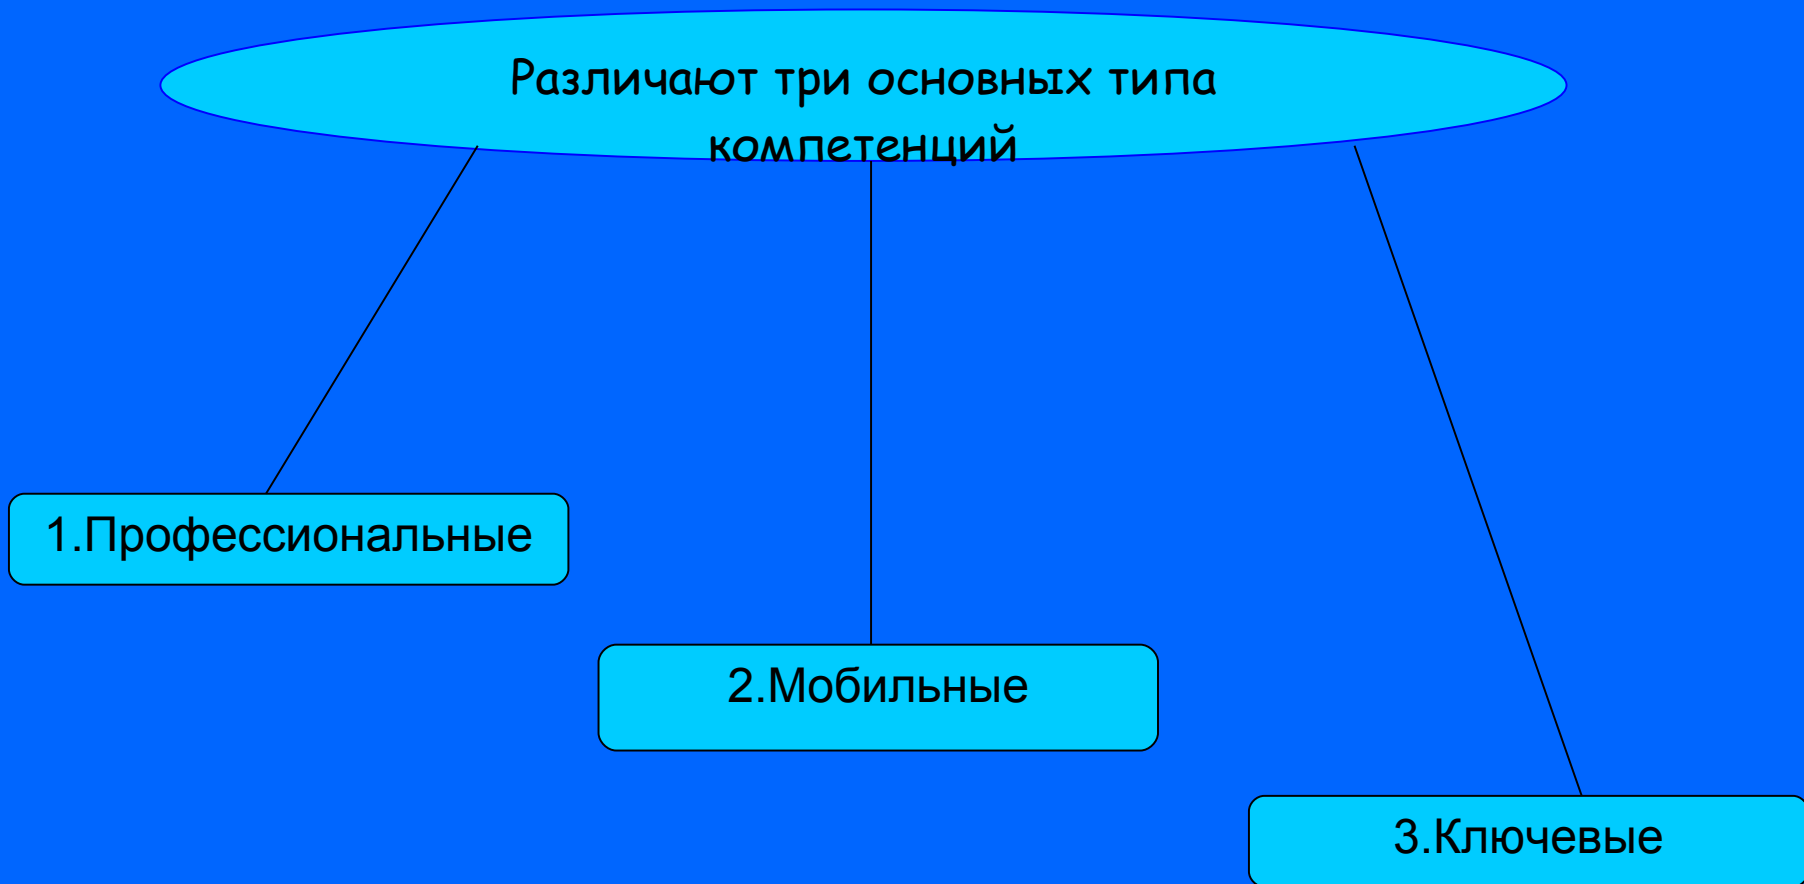 Различают три основных типа
компетенций
1.Профессиональные
2.Мобильные
3.Ключевые